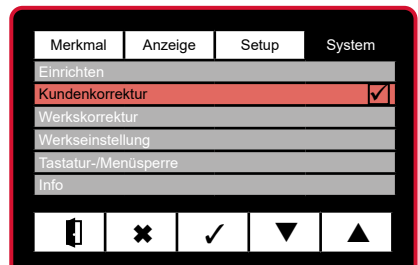 Merkmal Anzeige Setup System
Einrichten
Kundenkorrektur
Werkskorrektur
Werkseinstellung
Tastatur-/Menüsperre
Info